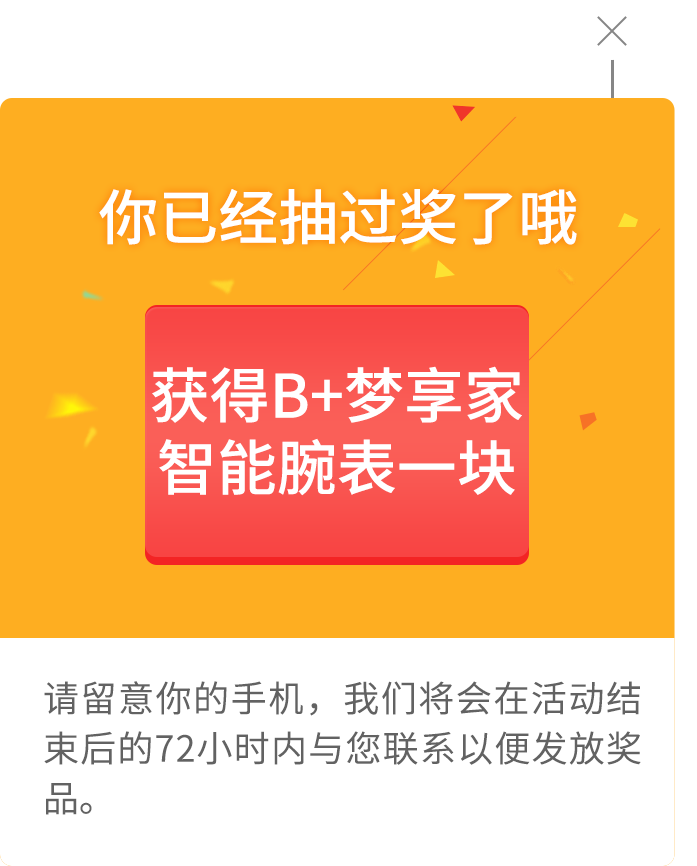 你已经抽过奖了哦
获得B+梦享家
智能腕表一块
请留意你的手机，我们将会在活动结
束后的72小时内与您联系以便发放奖
品。